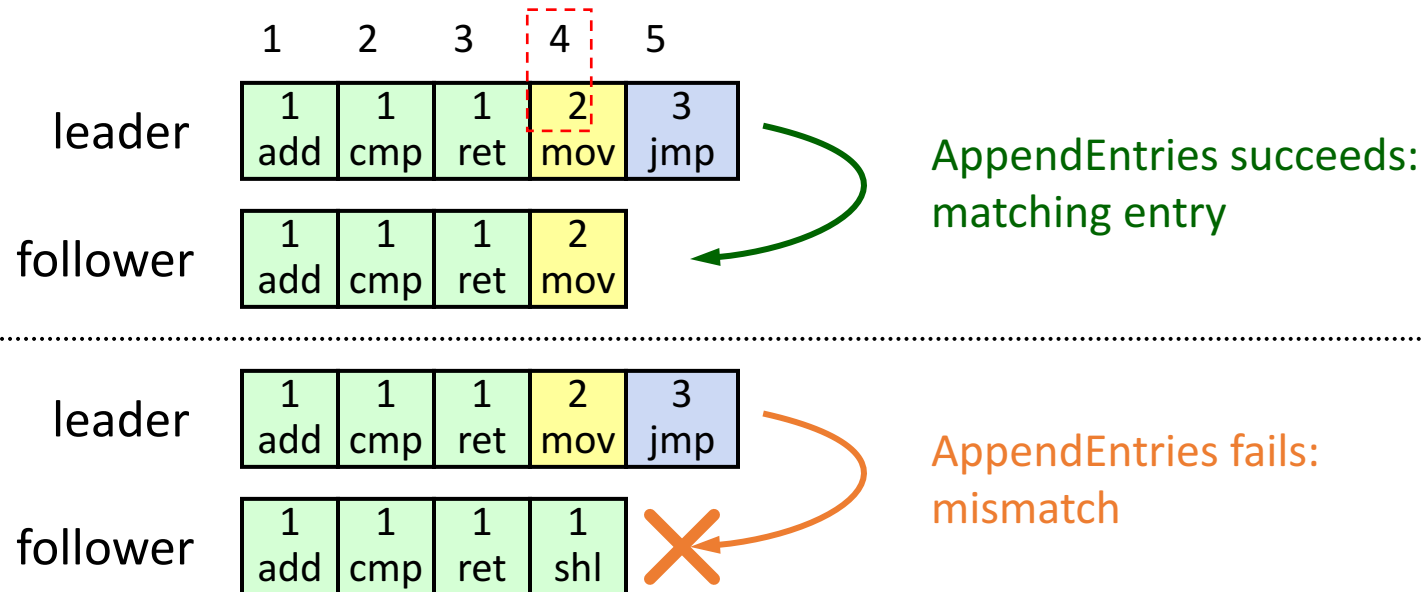 1 2 3 4 5
leader
1 1 1 2 3
add cmp ret mov jmp
AppendEntries succeeds:
matching entry
follower
1 1 1 2
add cmp ret mov
leader
1 1 1 2 3
add cmp ret mov jmp
AppendEntries fails:
mismatch
follower
1 1 1 1
add cmp ret shl